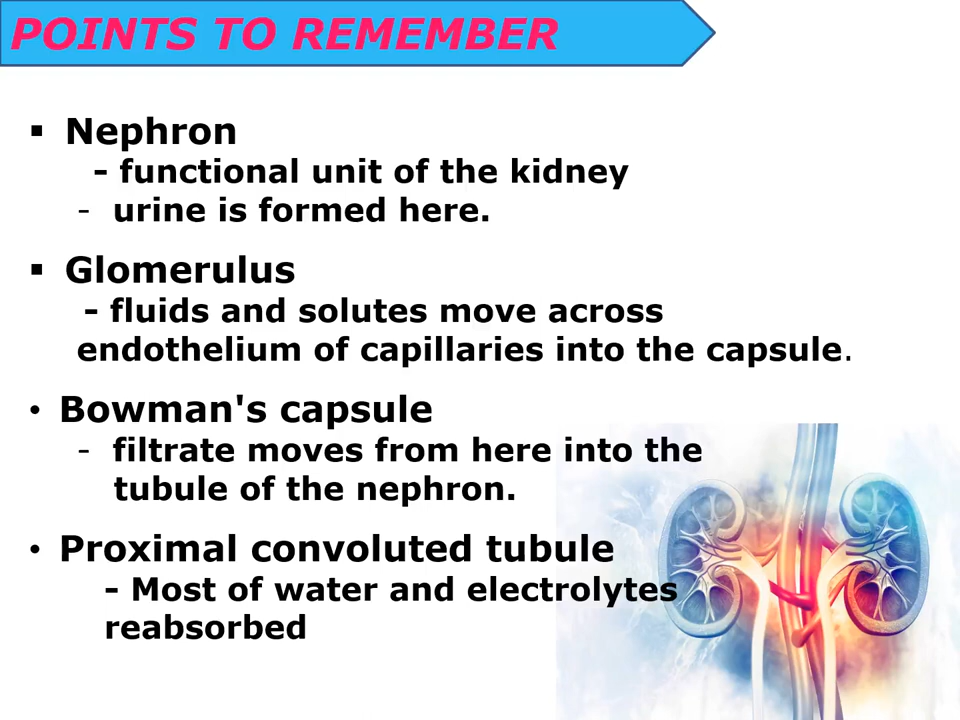 POINTS TO REMEMBER
▪ Nephron
- functional unit of the kidney
- urine is formed here.
▪ Glomerulus
- fluids and solutes move across
endothelium of capillaries into the capsule.
• Bowman's capsule
- filtrate moves from here into the
tubule of the nephron.
• Proximal convoluted tubule
- Most of water and electrolytes
reabsorbed